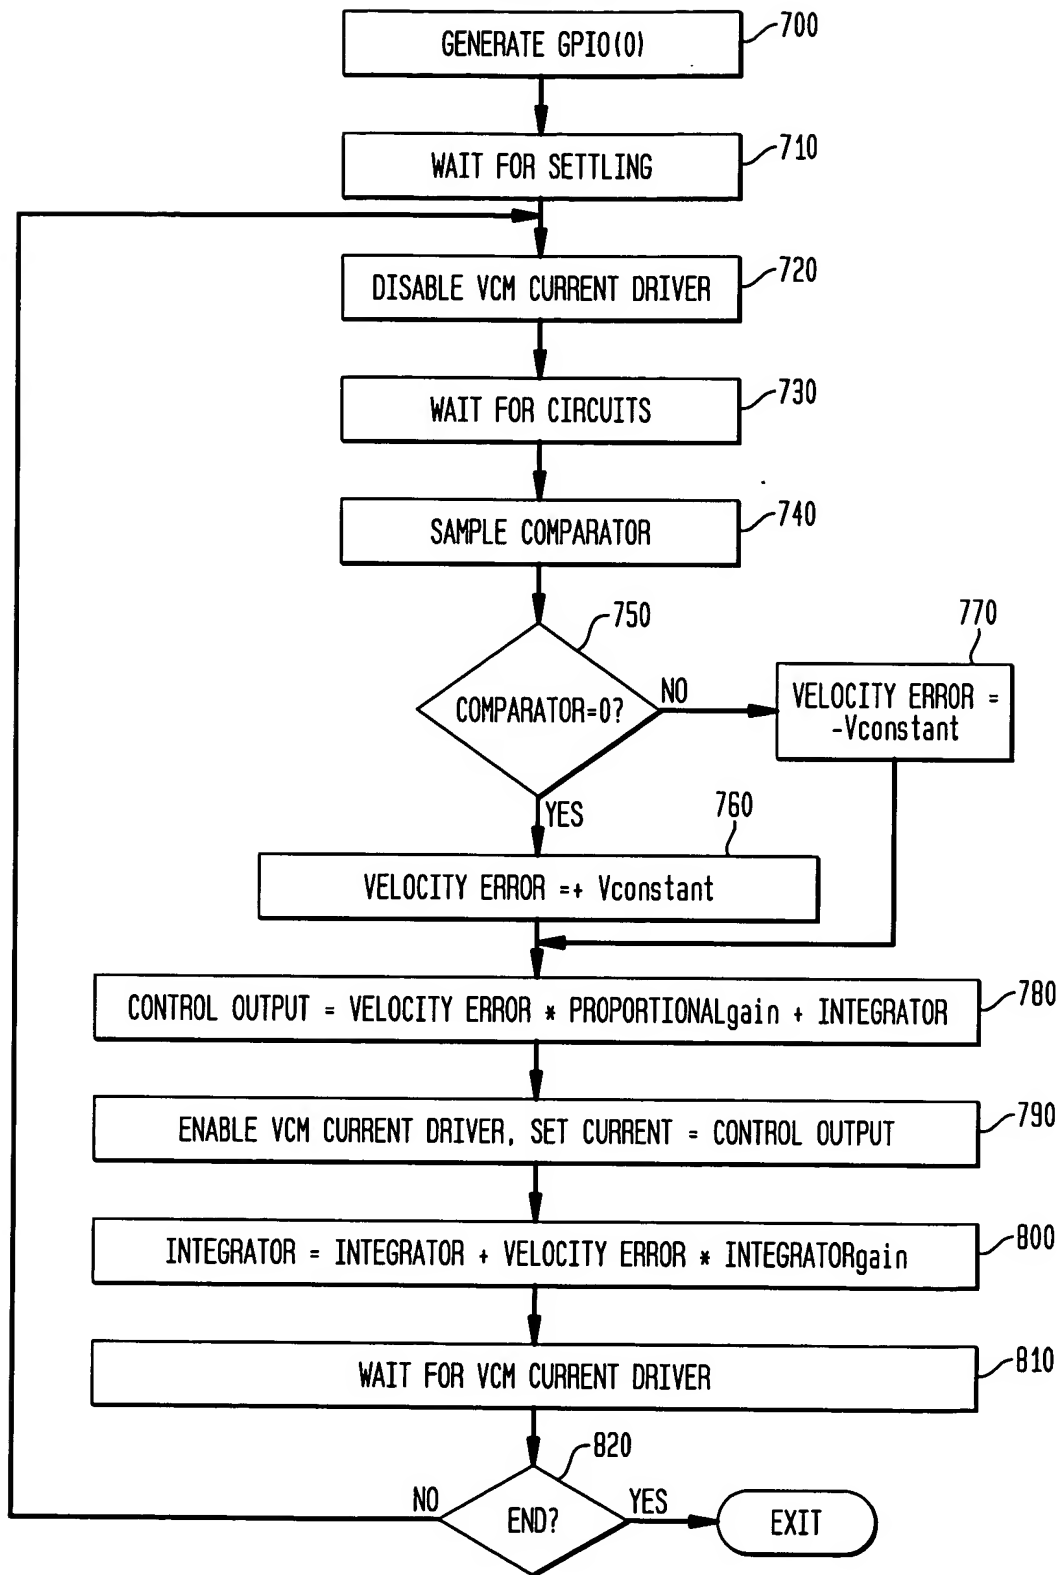 GENERATE GPIO(0)
700
WAIT FOR SETTLING
710
DISABLE VCM CURRENT DRIVER
720
WAIT FOR CIRCUITS
730
SAMPLE COMPARATOR
740
COMPARATOR=0?
750
NO
770
VELOCITY ERROR =
-Vconstant
YES
760
VELOCITY ERROR =+ Vconstant
CONTROL OUTPUT = VELOCITY ERROR * PROPORTIONALgain + INTEGRATOR
780
ENABLE VCM CURRENT DRIVER, SET CURRENT = CONTROL OUTPUT
790
INTEGRATOR = INTEGRATOR + VELOCITY ERROR * INTEGRATORgain
800
WAIT FOR VCM CURRENT DRIVER
810
820
NO
END?
YES
EXIT